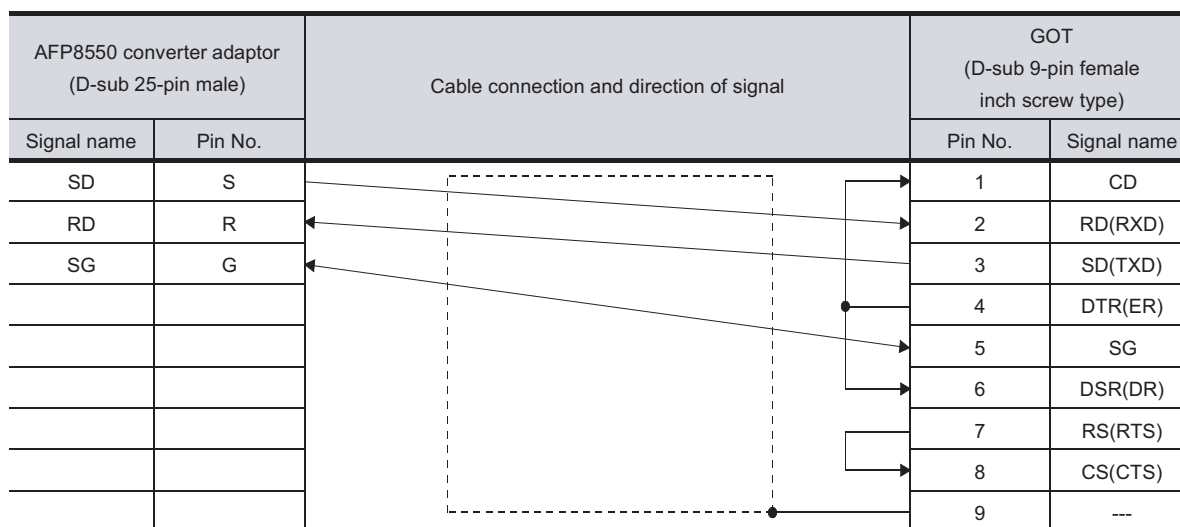 AFP8550 converter adaptor
(D-sub 25-pin male)
Cable connection and direction of signal
GOT
(D-sub 9-pin female
inch screw type)
Signal name Pin No. Pin No. Signal name
SD S 1 CD
RD R 2 RD(RXD)
SG G 3 SD(TXD)
4 DTR(ER)
5 SG
6 DSR(DR)
7 RS(RTS)
8 CS(CTS)
9 ---